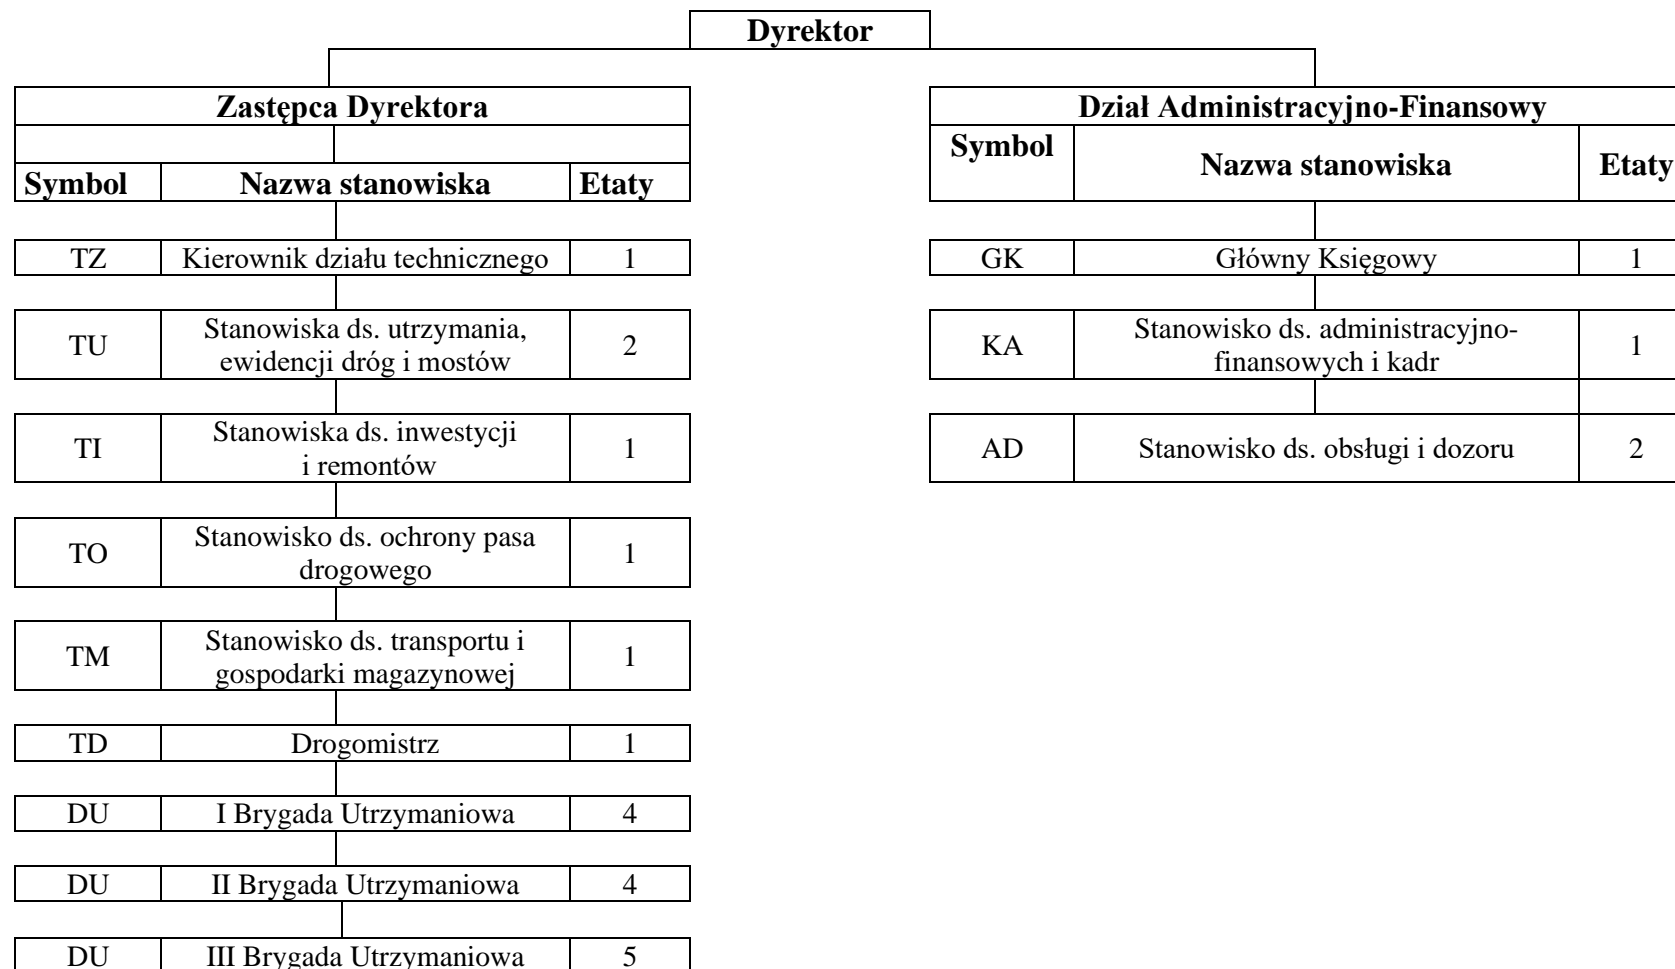 Dyrektor
Zastępca Dyrektora
Symbol Nazwa stanowiska Etaty
TZ Kierownik działu technicznego 1
TU Stanowiska ds. utrzymania, ewidencji dróg i mostów 2
TI Stanowiska ds. inwestycji i remontów 1
TO Stanowisko ds. ochrony pasa drogowego 1
TM Stanowisko ds. transportu i gospodarki magazynowej 1
TD Drogomistrz 1
DU I Brygada Utrzymaniowa 4
DU II Brygada Utrzymaniowa 4
DU III Brygada Utrzymaniowa 5
Dział Administracyjno-Finansowy
Symbol Nazwa stanowiska Etaty
GK Główny Księgowy 1
KA Stanowisko ds. administracyjno-finansowych i kadr 1
AD Stanowisko ds. obsługi i dozoru 2